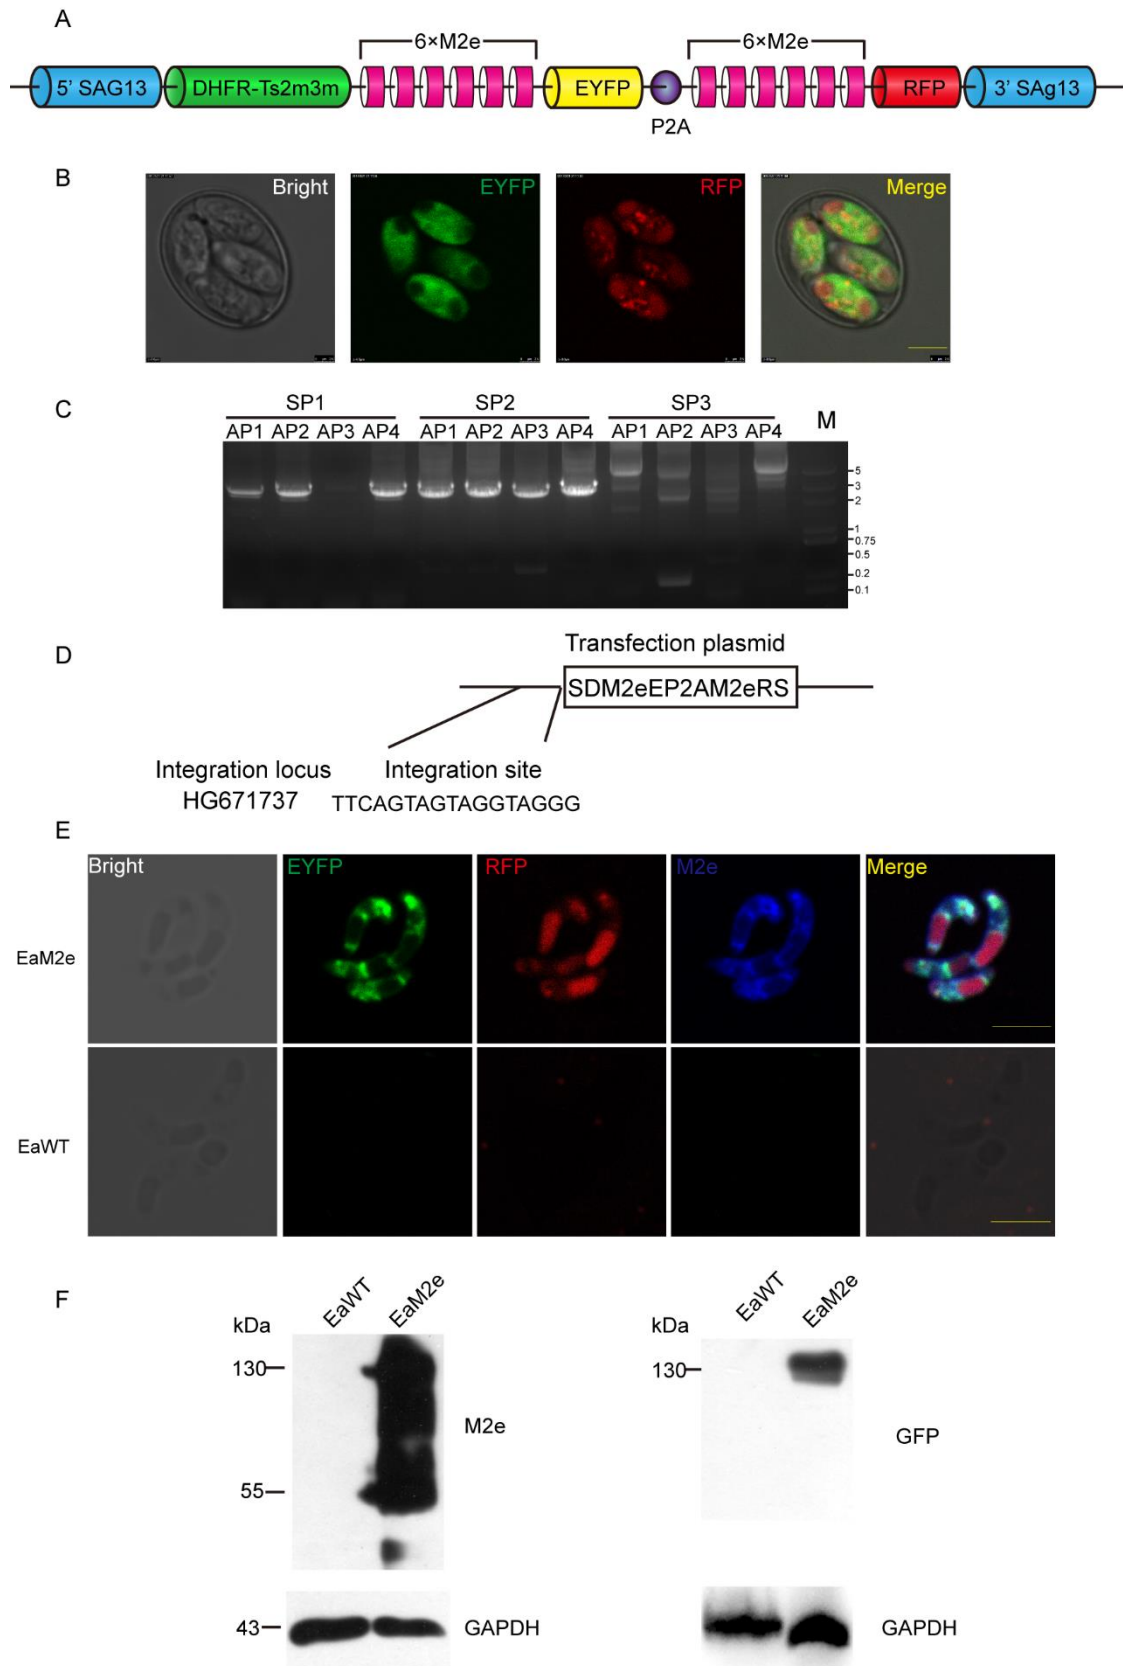 A
6×M2e 6×M2e
5' SAG13 DHFR-Ts2m3m EYFP RFP 3' SAg13
P2A
B
Bright EYFP RFP Merge
C
SP1 SP2 SP3
AP1 AP2 AP3 AP4 AP1 AP2 AP3 AP4 AP1 AP2 AP3 AP4 M
5
3
2
1
0.75
0.5
0.2
0.1
D
Transfection plasmid
SDM2eEP2AM2eRS
Integration locus Integration site
HG671737 TTCAGTAGTAGGTAGGG
E
Bright EYFP RFP M2e Merge
EaM2e
EaWT
F
EaWT EaM2e EaWT EaM2e
kDa kDa
130 130
M2e GFP
55
43 GAPDH GAPDH